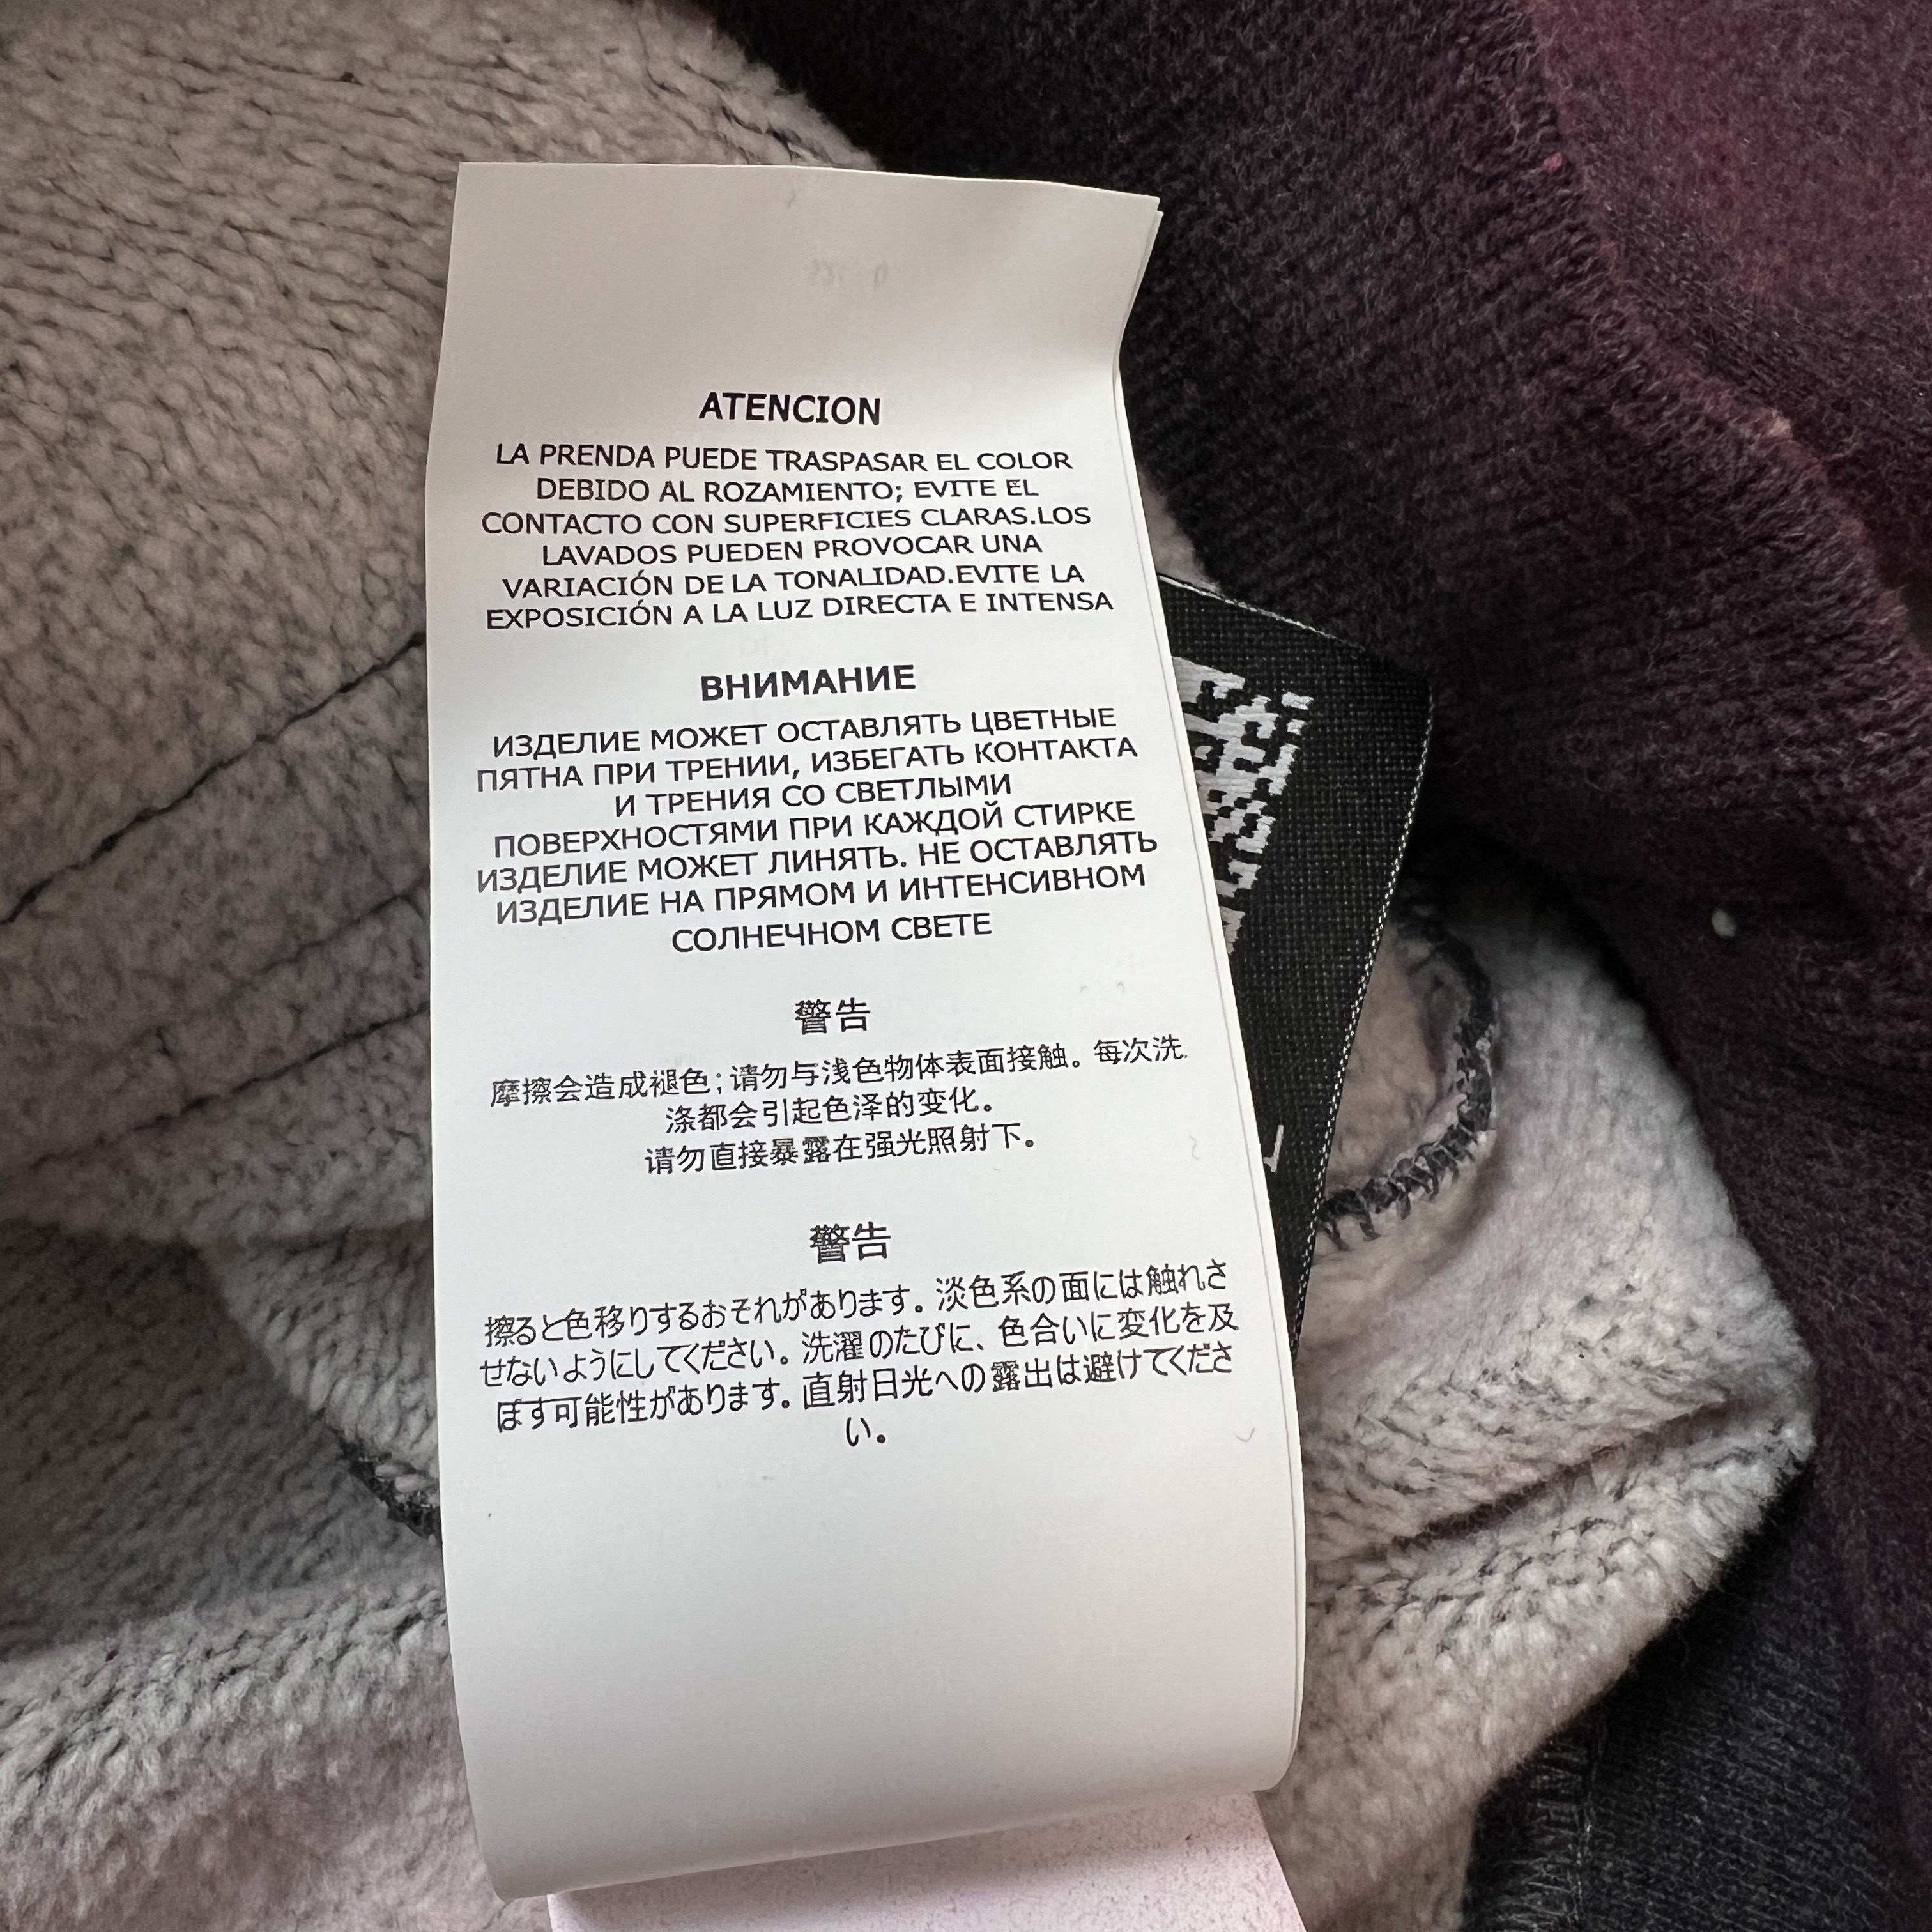 ATENCION
LA PRENDA PUEDE TRASPASAR EL COLOR
DEBIDO AL ROZAMIENTO; EVITE EL
CONTACTO CON SUPERFICIES CLARAS.LOS
LAVADOS PUEDEN PROVOCAR UNA
VARIACIÓN DE LA TONALIDAD.EVITE LA
EXPOSICIÓN A LA LUZ DIRECTA E INTENSA
ВНИМАНИЕ
ИЗДЕЛИЕ МОЖЕТ ОСТАВЛЯТЬ ЦВЕТНЫЕ
ПЯТНА ПРИ ТРЕНИИ, ИЗБЕГАТЬ КОНТАКТА
И ТРЕНИЯ СО СВЕТЛЫМИ
ПОВЕРХНОСТЯМИ ПРИ КАЖДОЙ СТИРКЕ
ИЗДЕЛИЕ МОЖЕТ ЛИНЯТЬ. НЕ ОСТАВЛЯТЬ
ИЗДЕЛИЕ НА ПРЯМОМ И ИНТЕНСИВНОМ
СОЛНЕЧНОМ СВЕТЕ
警告
摩擦会造成褪色;请勿与浅色物体表面接触。每次洗
涤都会引起色泽的变化。
请勿直接暴露在强光照射下。
警告
擦ると色移りするおそれがあります。淡色系の面には触れさ
せないようにしてください。洗濯のたびに、色合いに変化を及
ぼす可能性があります。直射日光への露出は避けてくださ
い。